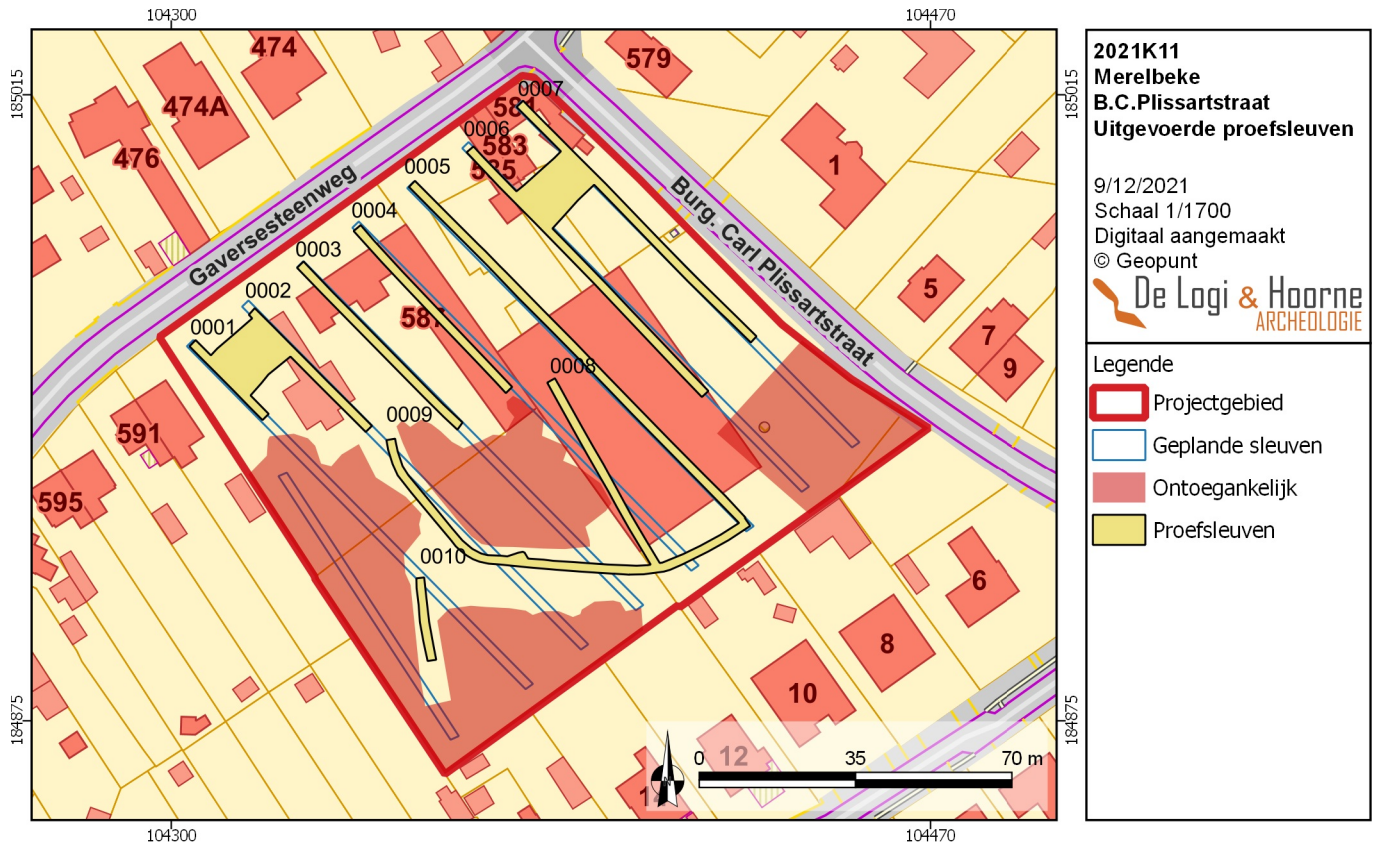 104300
104470
185015
185015
184875
184875
104300
104470
474
474A
476
579
581
583
585
587
591
595
1
5
7
9
6
8
10
12
Gaversesteenweg
Burg. Carl Plissartstraat
0001
0002
0003
0004
0005
0006
0007
0008
0009
0010
0
35
70 m
N
2021K11
Merelbeke
B.C.Plissartstraat
Uitgevoerde proefsleuven
9/12/2021
Schaal 1/1700
Digitaal aangemaakt
© Geopunt
De Logi & Hoorne
ARCHEOLOGIE
Legende
Projectgebied
Geplande sleuven
Ontoegankelijk
Proefsleuven